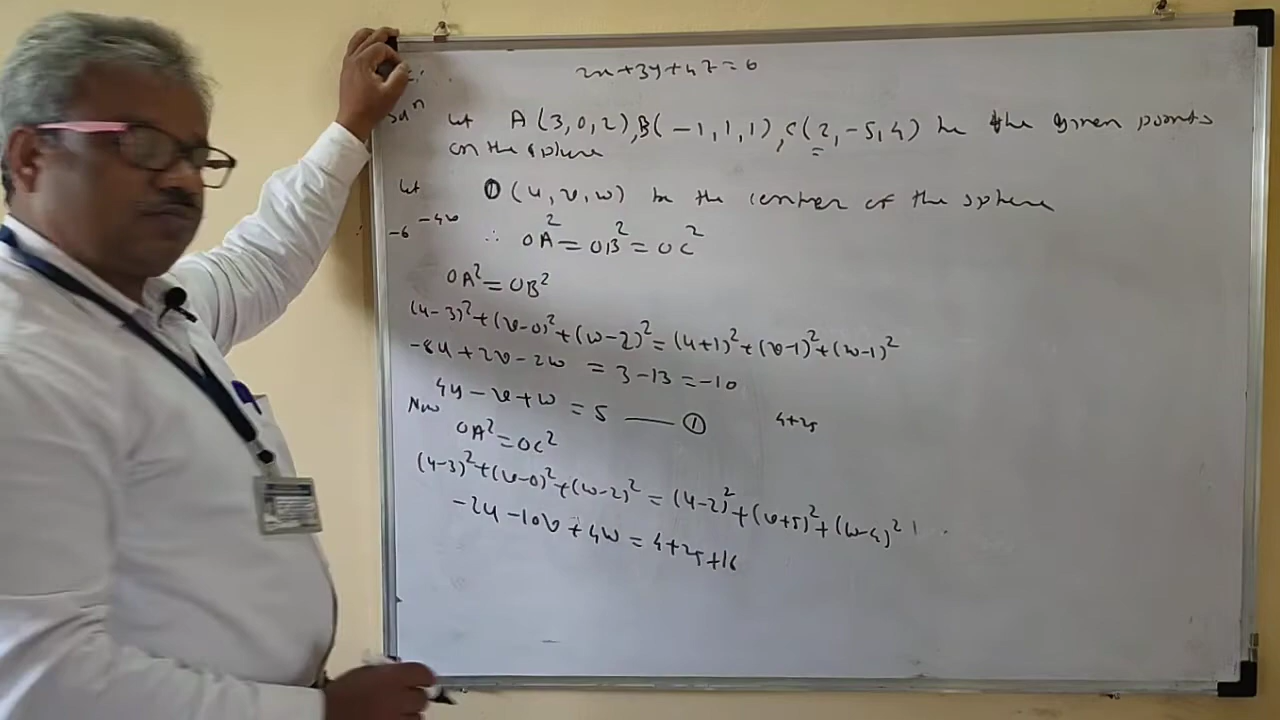 2x+3y+4z=6
Solⁿ Let A(3,0,2), B(-1,1,1), C(2,-5,4) be the given points
on the sphere
Let O(u,v,w) be the center of the sphere
-6 -4w ∴ OA²=OB²=OC²
OA²=OB²
(u-3)²+(v-0)²+(w-2)²=(u+1)²+(v-1)²+(w-1)²
-8u+2v-2w = 3-13=-10
4u-v+w=5 —— ①
4+25
Now OA²=OC²
(u-3)²+(v-0)²+(w-2)²=(u-2)²+(v+5)²+(w-4)²
-2u-10v+4w=4+25+16